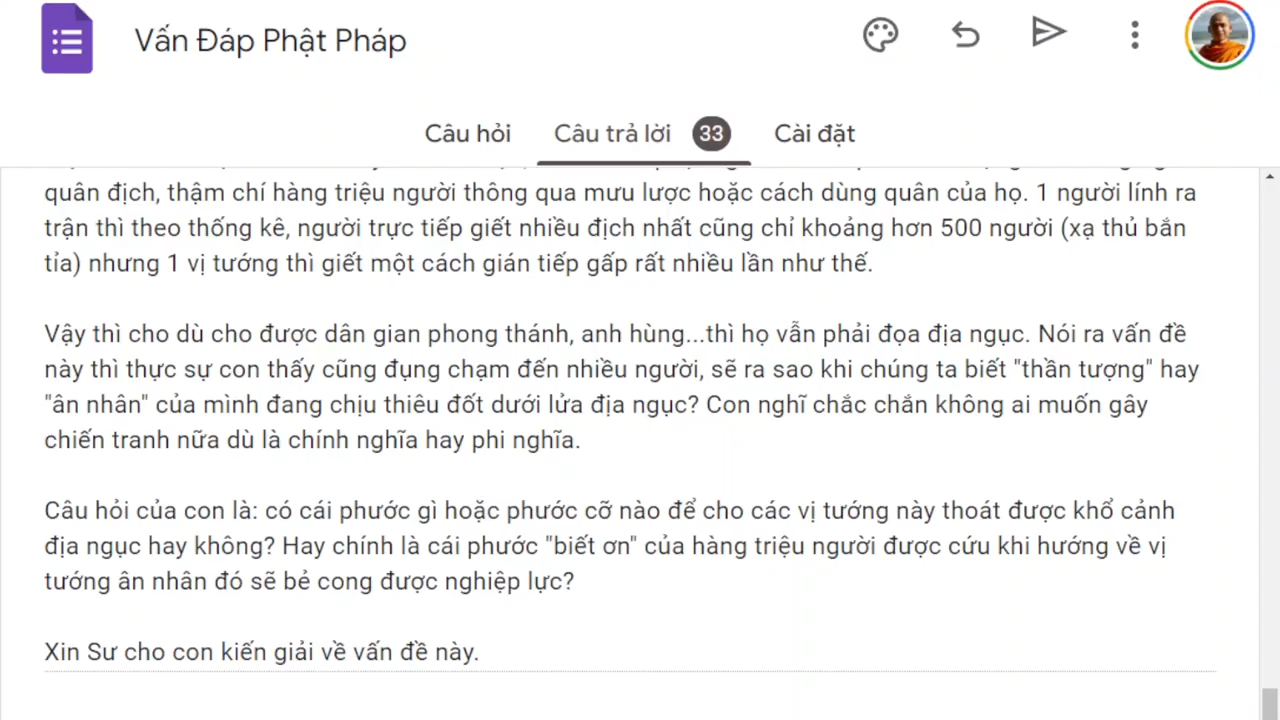 Vấn Đáp Phật Pháp
Câu hỏi
Câu trả lời 33
Cài đặt
quân địch, thậm chí hàng triệu người thông qua mưu lược hoặc cách dùng quân của họ. 1 người lính ra
trận thì theo thống kê, người trực tiếp giết nhiều địch nhất cũng chỉ khoảng hơn 500 người (xạ thủ bắn
tỉa) nhưng 1 vị tướng thì giết một cách gián tiếp gấp rất nhiều lần như thế.
Vậy thì cho dù cho được dân gian phong thánh, anh hùng...thì họ vẫn phải đọa địa ngục. Nói ra vấn đề
này thì thực sự con thấy cũng đụng chạm đến nhiều người, sẽ ra sao khi chúng ta biết "thần tượng" hay
"ân nhân" của mình đang chịu thiêu đốt dưới lửa địa ngục? Con nghĩ chắc chắn không ai muốn gây
chiến tranh nữa dù là chính nghĩa hay phi nghĩa.
Câu hỏi của con là: có cái phước gì hoặc phước cỡ nào để cho các vị tướng này thoát được khổ cảnh
địa ngục hay không? Hay chính là cái phước "biết ơn" của hàng triệu người được cứu khi hướng về vị
tướng ân nhân đó sẽ bẻ cong được nghiệp lực?
Xin Sư cho con kiến giải về vấn đề này.